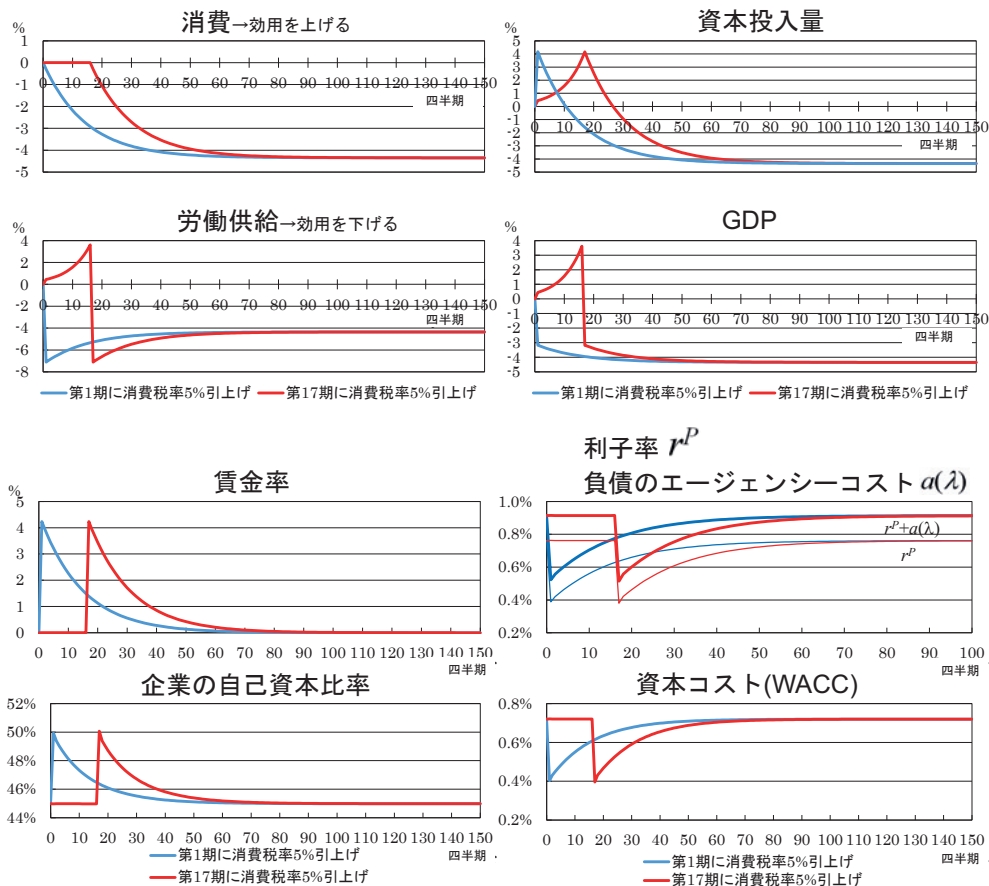 消費→効用を上げる
%
1
0
-1
-2
-3
-4
-5
0 10 20 30 40 50 60 70 80 90 100 110 120 130 140 150
四半期
資本投入量
%
5
4
3
2
1
0
-1
-2
-3
-4
-5
0 10 20 30 40 50 60 70 80 90 100 110 120 130 140 150
四半期
労働供給→効用を下げる
%
4
2
0
-2
-4
-6
-8
0 10 20 30 40 50 60 70 80 90 100 110 120 130 140 150
四半期
第1期に消費税率5%引上げ 第17期に消費税率5%引上げ
GDP
%
4
3
2
1
0
-1
-2
-3
-4
-5
0 10 20 30 40 50 60 70 80 90 100 110 120 130 140 150
四半期
第1期に消費税率5%引上げ 第17期に消費税率5%引上げ
賃金率
%
5
4
3
2
1
0
0 10 20 30 40 50 60 70 80 90 100 110 120 130 140 150
四半期
利子率 r^P
負債のエージェンシーコスト a(λ)
1.0%
0.8%
0.6%
0.4%
0.2%
r^P+a(λ)
r^P
0 10 20 30 40 50 60 70 80 90 100
四半期
企業の自己資本比率
52%
50%
48%
46%
44%
0 10 20 30 40 50 60 70 80 90 100 110 120 130 140 150
四半期
第1期に消費税率5%引上げ
第17期に消費税率5%引上げ
資本コスト(WACC)
0.8%
0.6%
0.4%
0.2%
0 10 20 30 40 50 60 70 80 90 100 110 120 130 140 150
四半期
第1期に消費税率5%引上げ
第17期に消費税率5%引上げ